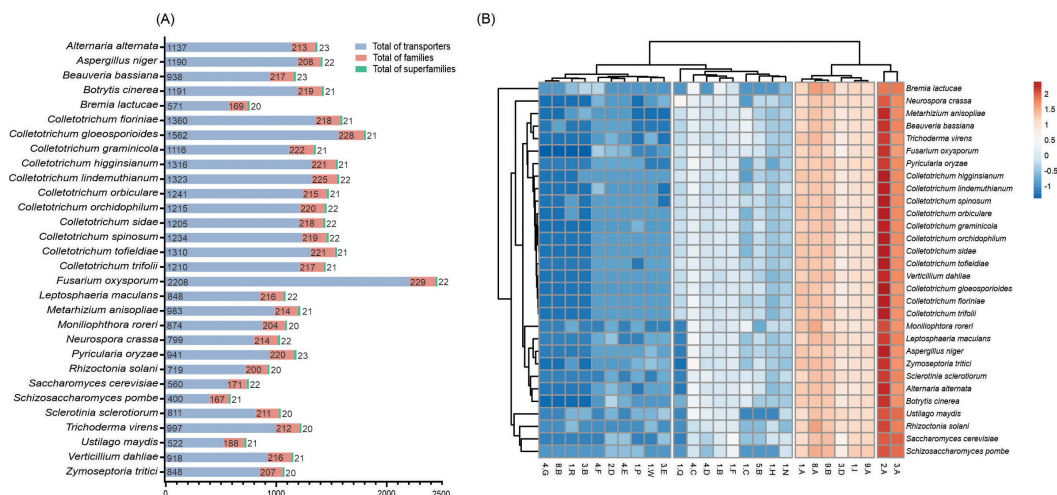 (A)
Total of transporters
Total of families
Total of superfamilies
Alternaria alternata 1137 213 23
Aspergillus niger 1190 208 22
Beauveria bassiana 938 217 23
Botrytis cinerea 1191 219 21
Bremia lactucae 571 169 20
Colletotrichum fioriniae 1360 218 21
Colletotrichum gloeosporioides 1562 228 21
Colletotrichum graminicola 1116 222 21
Colletotrichum higginsianum 1316 221 21
Colletotrichum lindemuthianum 1323 225 22
Colletotrichum orbiculare 1241 215 21
Colletotrichum orchidophilum 1215 220 22
Colletotrichum sidae 1205 218 22
Colletotrichum spinosum 1234 219 22
Colletotrichum tofieldiae 1310 221 21
Colletotrichum trifolii 1210 217 21
Fusarium oxysporum 2208 229 22
Leptosphaeria maculans 848 216 22
Metarhizium anisopliae 983 214 21
Moniliophthora roreri 874 204 20
Neurospora crassa 799 214 22
Pyricularia oryzae 941 220 23
Rhizoctonia solani 719 200 20
Saccharomyces cerevisiae 560 171 22
Schizosaccharomyces pombe 400 167 21
Sclerotinia sclerotiorum 811 211 20
Trichoderma virens 997 212 20
Ustilago maydis 522 188 21
Verticillium dahliae 918 216 21
Zymoseptoria tritici 848 207 20
0 1000 2000 2500
(B)
Bremia lactucae
Neurospora crassa
Metarhizium anisopliae
Beauveria bassiana
Trichoderma virens
Fusarium oxysporum
Pyricularia oryzae
Colletotrichum higginsianum
Colletotrichum lindemuthianum
Colletotrichum spinosum
Colletotrichum orbiculare
Colletotrichum graminicola
Colletotrichum orchidophilum
Colletotrichum sidae
Colletotrichum tofieldiae
Verticillium dahliae
Colletotrichum gloeosporioides
Colletotrichum fioriniae
Colletotrichum trifolii
Moniliophtora roreri
Leptosphaeria maculans
Aspergillus niger
Zymoseptoria tritici
Sclerotinia sclerotiorum
Alternaria alternata
Botrytis cinerea
Ustilago maydis
Rhizoctonia solani
Saccharomyces cerevisiae
Schizosaccharomyces pombe
4.G 8.B 1.R 3.B 4.F 2.D 4.E 1.P 1.W 3.E 1.Q 4.C 4.D 1.B 1.F 1.C 5.B 1.H 1.N 1.A 8.A 9.B 3.D 1.I 9.A 2.A 3.A
2
1.5
1
0.5
0
-0.5
-1